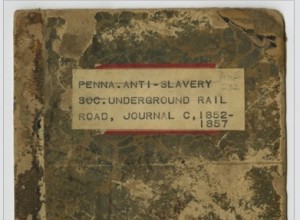 PENNA.ANTI-SLAVERY
SOC.UNDERGROUND RAIL
ROAD, JOURNAL C,1852-
1857